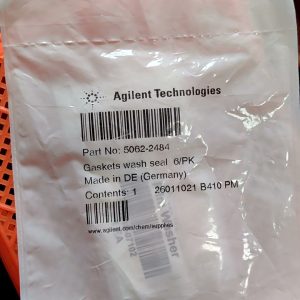 Agilent Technologies
Part No: 5062-2484
Gaskets wash seal 6/PK
Made in DE (Germany)
Contents: 1 26011021 B410 PM
www.agilent.com/chem/supplies